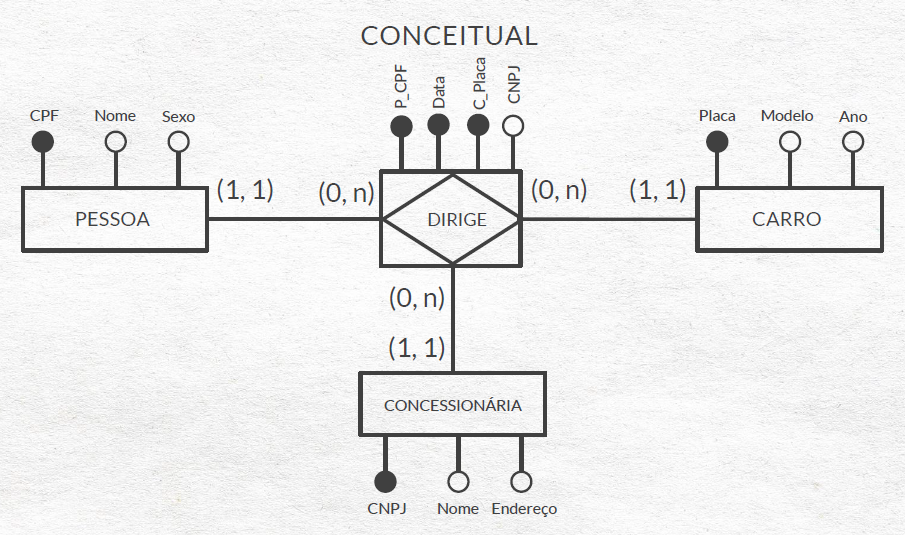 CONCEITUAL
P_CPF
Data
C_Placa
CNPJ
CPF
Nome
Sexo
Placa
Modelo
Ano
PESSOA
(1, 1)
(0, n)
DIRIGE
(0, n)
(1, 1)
CARRO
(0, n)
(1, 1)
CONCESSIONÁRIA
CNPJ
Nome
Endereço